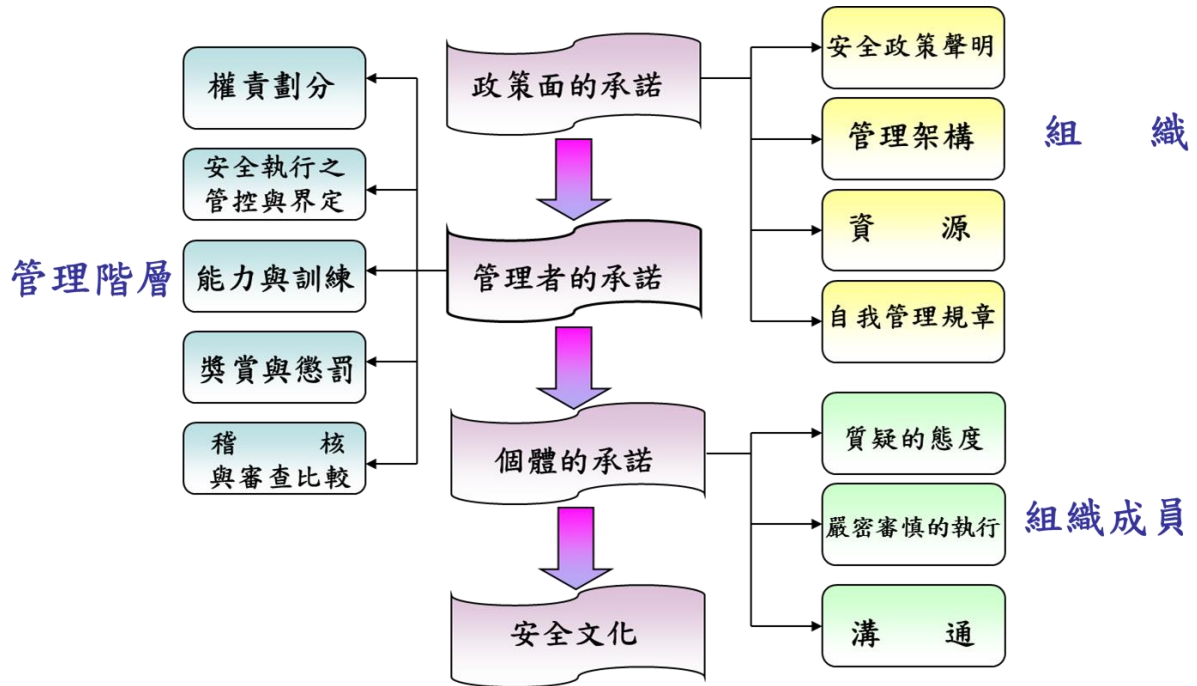 政策面的承諾
安全政策聲明
管理架構
資 源
自我管理規章
組 織
管理者的承諾
權責劃分
安全執行之
管控與界定
能力與訓練
獎賞與懲罰
稽 核
與審查比較
管理階層
個體的承諾
質疑的態度
嚴密審慎的執行
溝 通
組織成員
安全文化